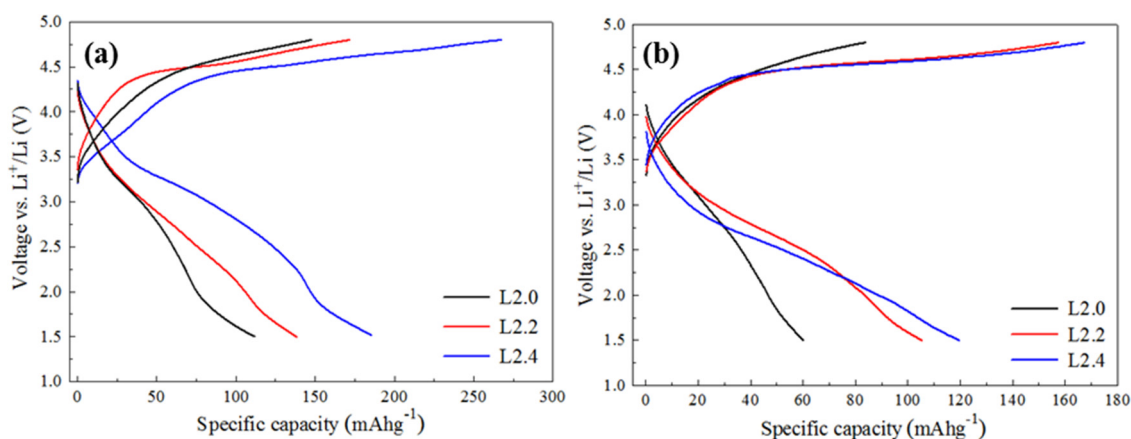 (a)
Voltage vs. Li⁺/Li (V)
5.0
4.5
4.0
3.5
3.0
2.5
2.0
1.5
1.0
L2.0
L2.2
L2.4
0 50 100 150 200 250 300
Specific capacity (mAhg⁻¹)
(b)
Voltage vs. Li⁺/Li (V)
5.0
4.5
4.0
3.5
3.0
2.5
2.0
1.5
1.0
L2.0
L2.2
L2.4
0 20 40 60 80 100 120 140 160 180
Specific capacity (mAhg⁻¹)